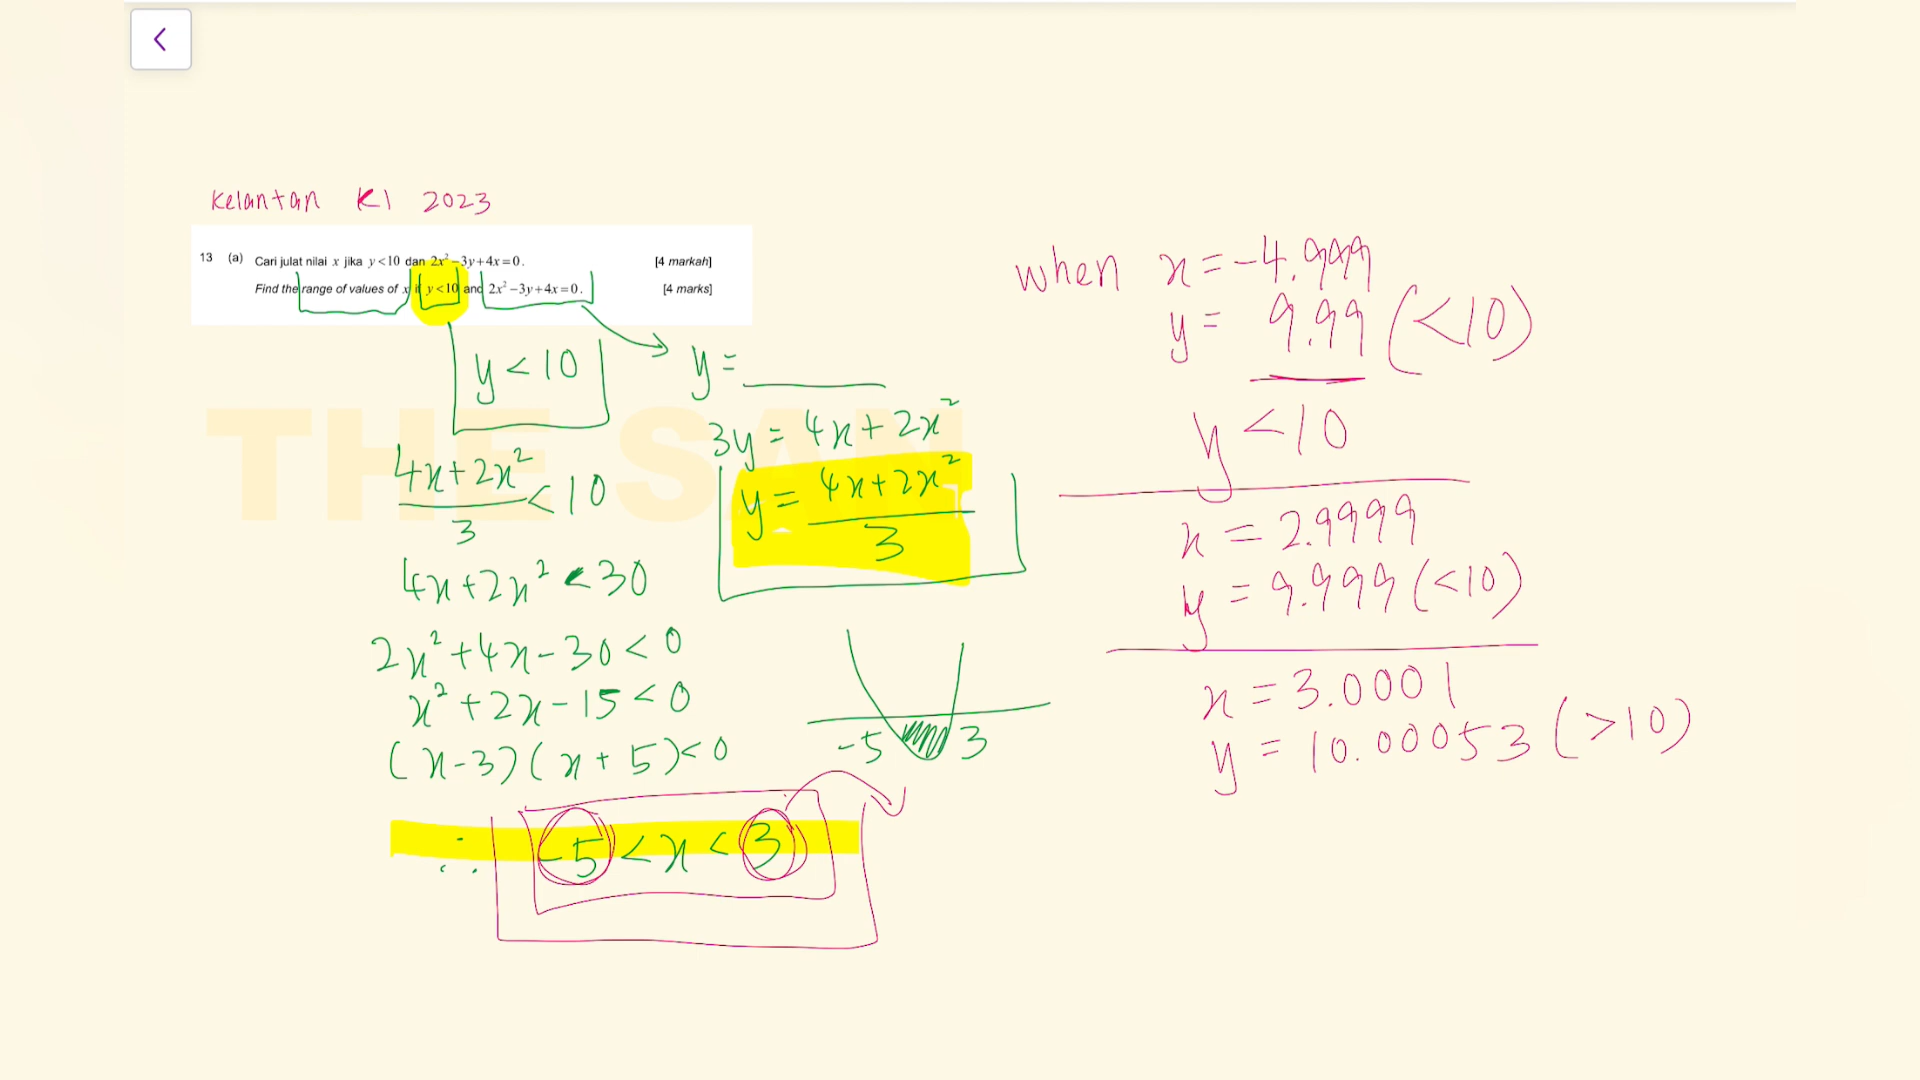 Kelantan K1 2023
13 (a) Cari julat nilai x jika y<10 dan 2x²−3y+4x=0. [4 markah]
Find the range of values of x if y<10 and 2x²−3y+4x=0. [4 marks]
y < 10
y = ____
3y = 4x + 2x²
y = (4x+2x²)/3
(4x+2x²)/3 < 10
4x+2x² < 30
2x²+4x−30 < 0
x²+2x−15 < 0
(x−3)(x+5) < 0
−5 3
∴ −5 < x < 3
when x = −4.999
y = 9.99 (<10)
y < 10
x = 2.9999
y = 9.999 (<10)
x = 3.0001
y = 10.00053 (>10)
THE SAN